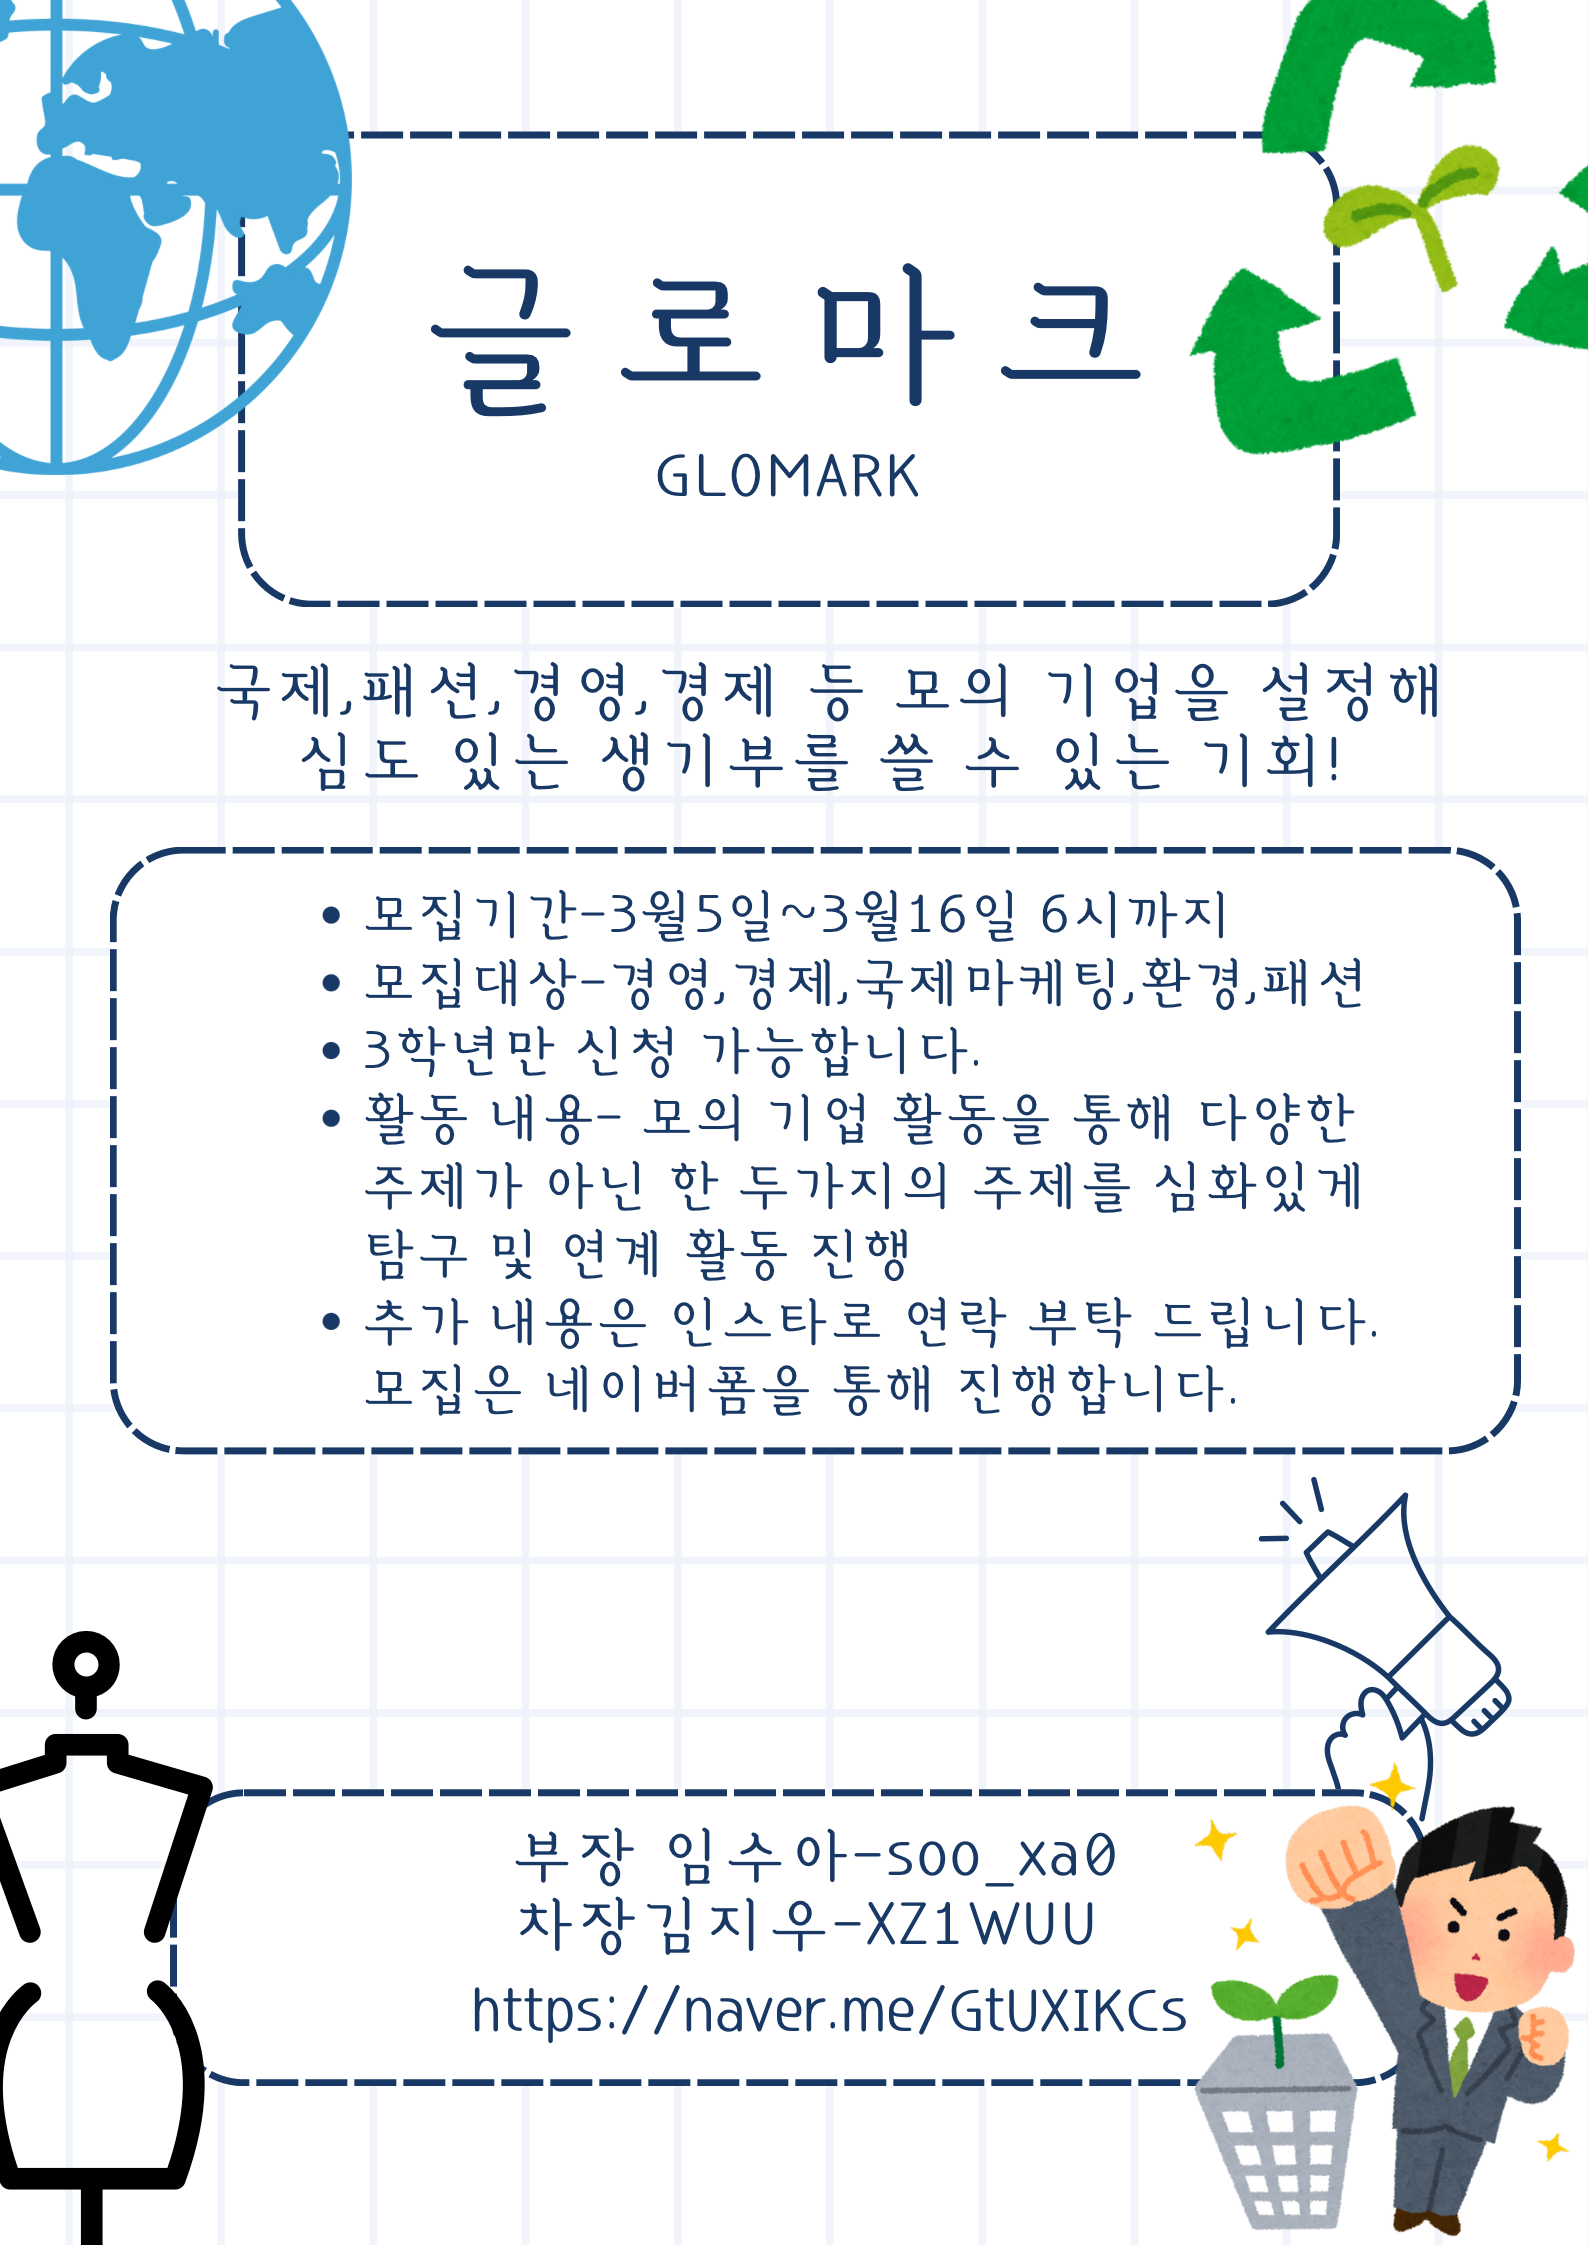 글로마크
GLOMARK
국제,패션,경영,경제 등 모의 기업을 설정해
심도 있는 생기부를 쓸 수 있는 기회!
• 모집기간-3월5일~3월16일 6시까지
• 모집대상-경영,경제,국제마케팅,환경,패션
• 3학년만 신청 가능합니다.
• 활동 내용- 모의 기업 활동을 통해 다양한
주제가 아닌 한 두가지의 주제를 심화있게
탐구 및 연계 활동 진행
• 추가 내용은 인스타로 연락 부탁 드립니다.
모집은 네이버폼을 통해 진행합니다.
부장 임수아-soo_xa0
차장김지우-XZ1WUU
https://naver.me/GtUXIKCs